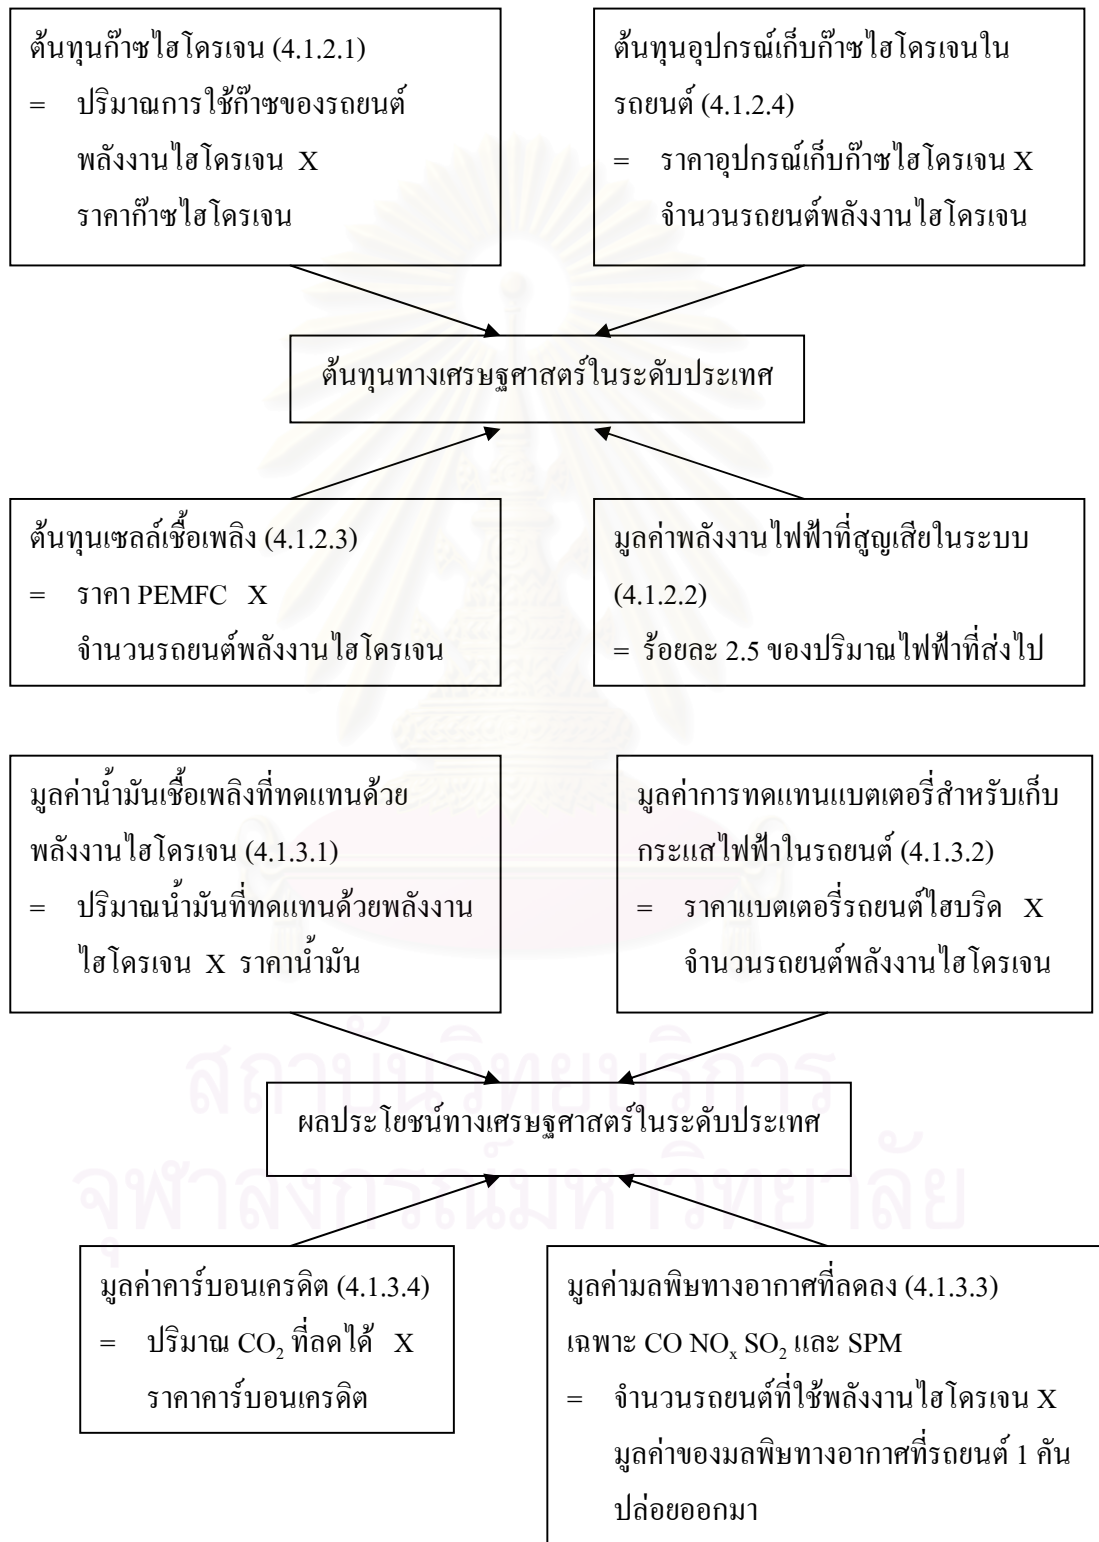 ต้นทุนก๊าซไฮโดรเจน (4.1.2.1)
= ปริมาณการใช้ก๊าซของรถยนต์
พลังงานไฮโดรเจน X
ราคาก๊าซไฮโดรเจน
ต้นทุนอุปกรณ์เก็บก๊าซไฮโดรเจนใน
รถยนต์ (4.1.2.4)
= ราคาอุปกรณ์เก็บก๊าซไฮโดรเจน X
จำนวนรถยนต์พลังงานไฮโดรเจน
ต้นทุนทางเศรษฐศาสตร์ในระดับประเทศ
ต้นทุนเซลล์เชื้อเพลิง (4.1.2.3)
= ราคา PEMFC X
จำนวนรถยนต์พลังงานไฮโดรเจน
มูลค่าพลังงานไฟฟ้าที่สูญเสียในระบบ
(4.1.2.2)
= ร้อยละ 2.5 ของปริมาณไฟฟ้าที่ส่งไป
มูลค่าน้ำมันเชื้อเพลิงที่ทดแทนด้วย
พลังงานไฮโดรเจน (4.1.3.1)
= ปริมาณน้ำมันที่ทดแทนด้วยพลังงาน
ไฮโดรเจน X ราคาน้ำมัน
มูลค่าการทดแทนแบตเตอรี่สำหรับเก็บ
กระแสไฟฟ้าในรถยนต์ (4.1.3.2)
= ราคาแบตเตอรี่รถยนต์ไฮบริด X
จำนวนรถยนต์พลังงานไฮโดรเจน
สถาบันวิทยบริการ
ผลประโยชน์ทางเศรษฐศาสตร์ในระดับประเทศ
จุฬาลงกรณ์มหาวิทยาลัย
มูลค่าคาร์บอนเครดิต (4.1.3.4)
= ปริมาณ CO₂ ที่ลดได้ X
ราคาคาร์บอนเครดิต
มูลค่ามลพิษทางอากาศที่ลดลง (4.1.3.3)
เฉพาะ CO NOₓ SO₂ และ SPM
= จำนวนรถยนต์ที่ใช้พลังงานไฮโดรเจน X
มูลค่าของมลพิษทางอากาศที่รถยนต์ 1 คัน
ปล่อยออกมา